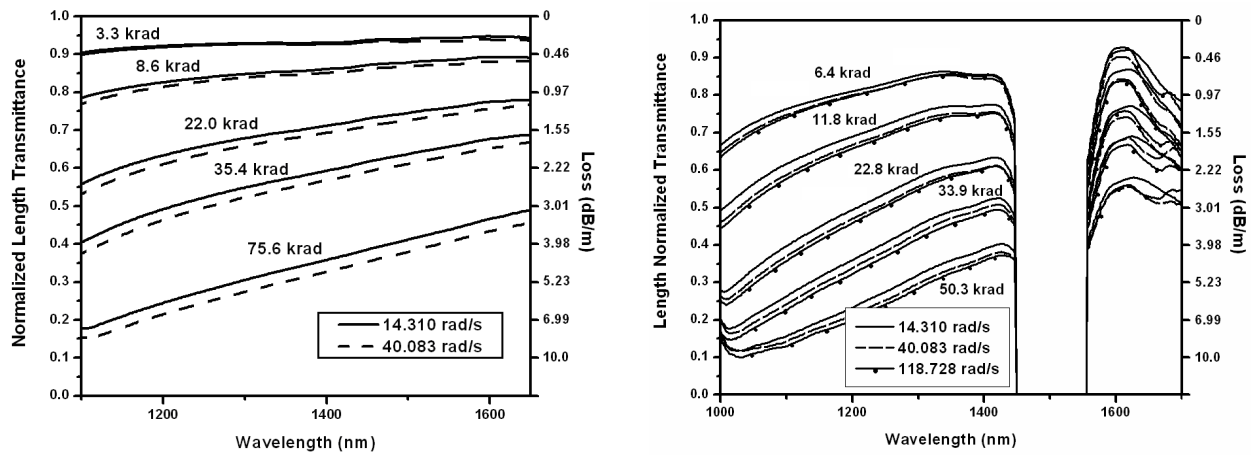 1.0
0.9
0.8
0.7
0.6
0.5
0.4
0.3
0.2
0.1
0.0
Normalized Length Transmittance
3.3 krad
8.6 krad
22.0 krad
35.4 krad
75.6 krad
14.310 rad/s
40.083 rad/s
1200
1400
1600
Wavelength (nm)
0
0.46
0.97
1.55
2.22
3.01
3.98
5.23
6.99
10.0
Loss (dB/m)
1.0
0.9
0.8
0.7
0.6
0.5
0.4
0.3
0.2
0.1
0.0
Length Normalized Transmittance
6.4 krad
11.8 krad
22.8 krad
33.9 krad
50.3 krad
14.310 rad/s
40.083 rad/s
118.728 rad/s
1000
1200
1400
1600
Wavelength (nm)
0
0.46
0.97
1.55
2.22
3.01
3.98
5.23
6.99
10.0
Loss (dB/m)